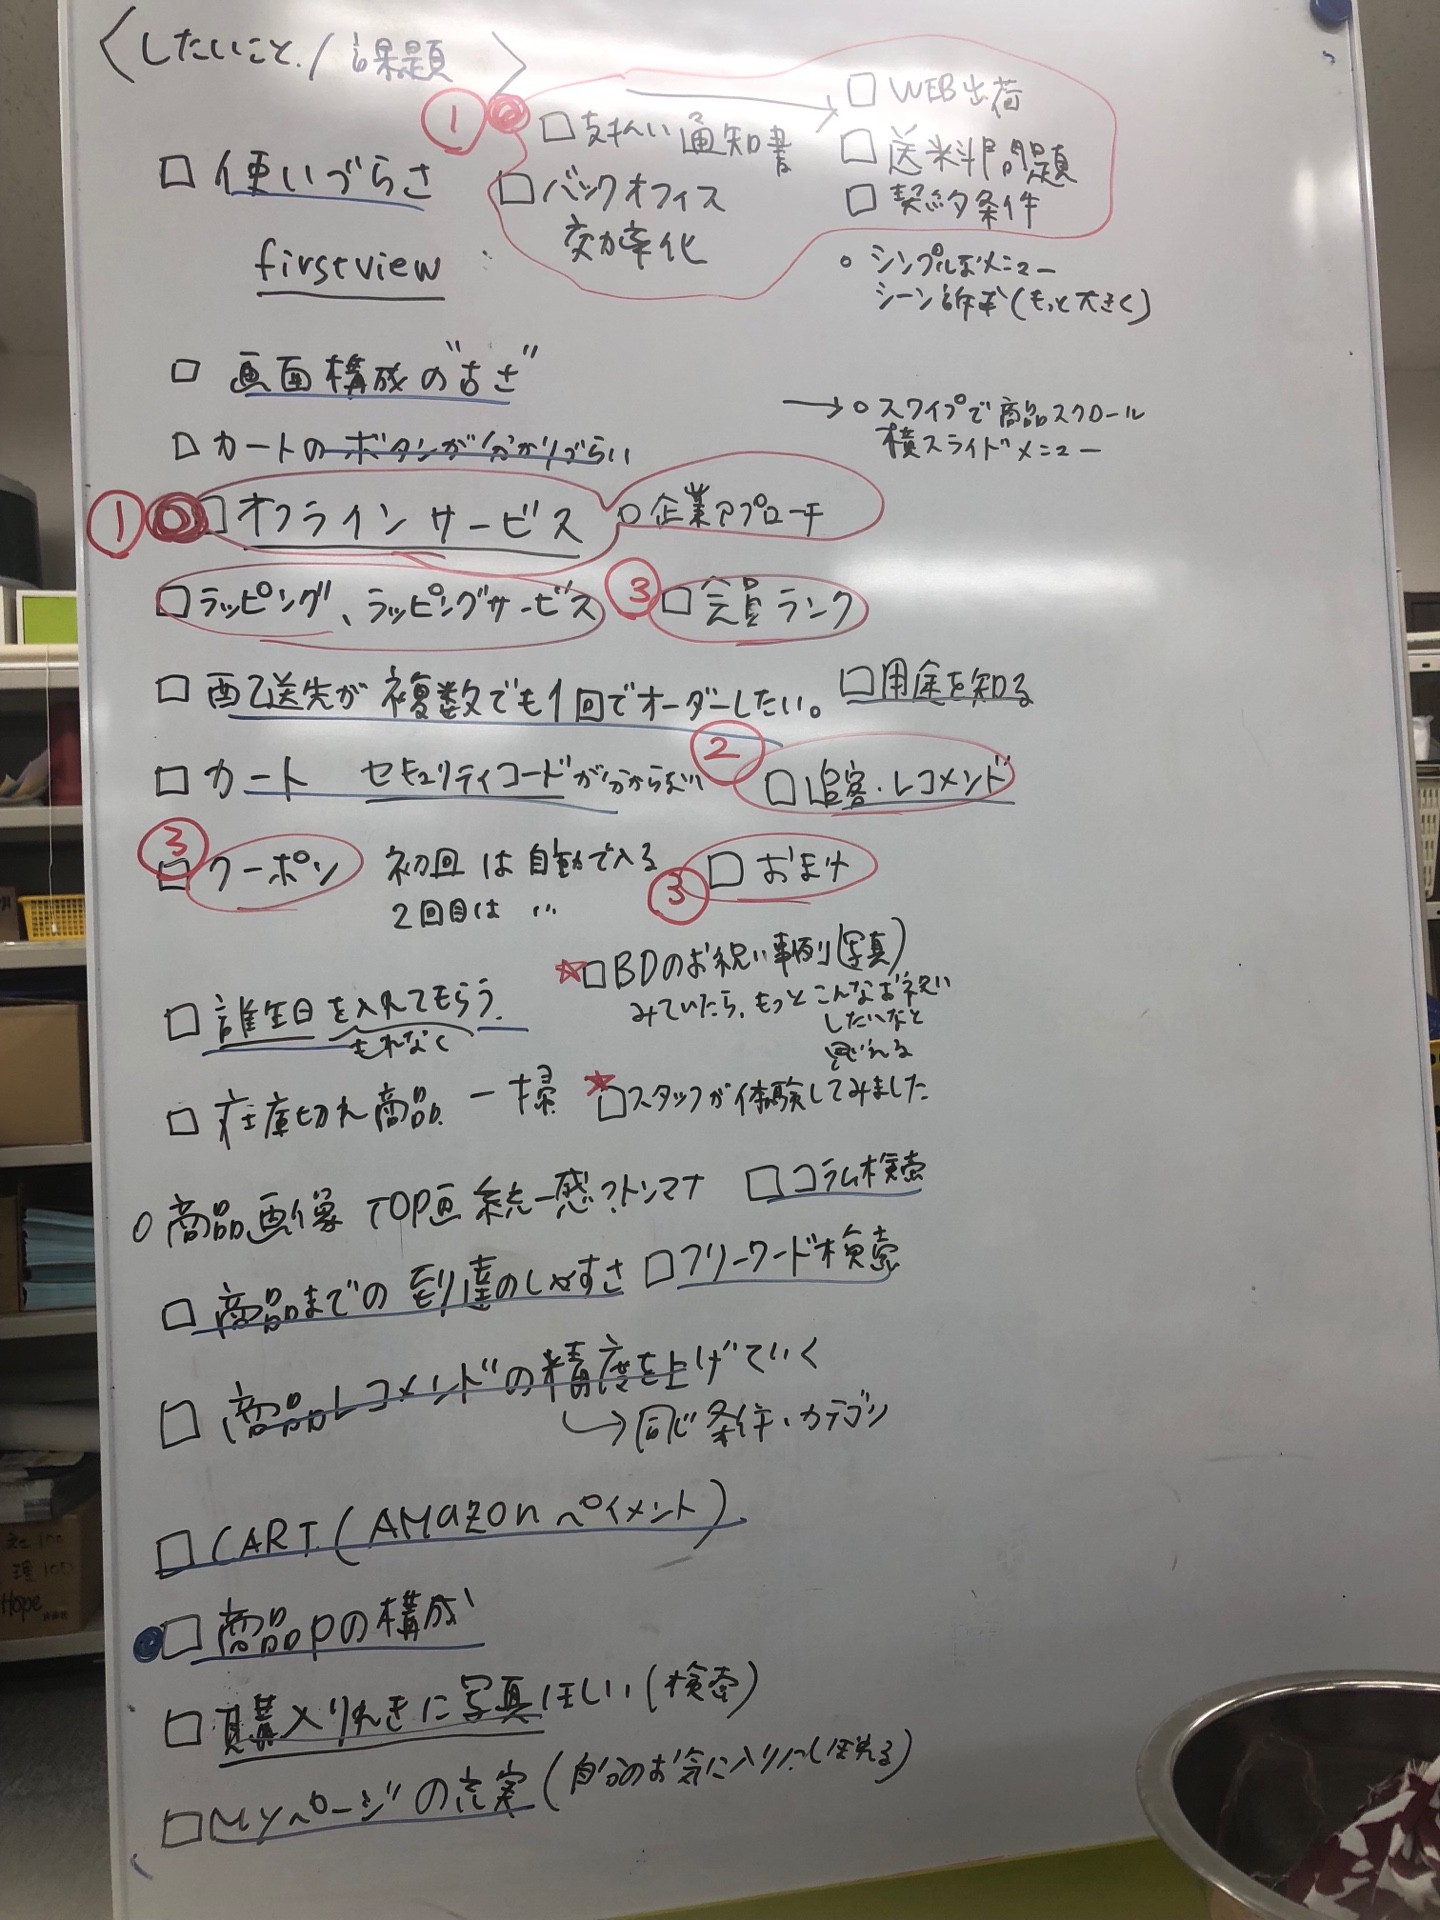 〈したいこと/課題〉
① □支払い通知書 → □WEB出荷
□送料問題
□契約条件
□使いづらさ
□バックオフィス
効率化
firstview
○シンプルなメニュー
シーン訴求(もっと大きく)
□画面構成の"古さ"
→○スワイプで商品スクロール
横スライドメニュー
□カートのボタンが分かりづらい
① □オフラインサービス ○企業アプローチ
□ラッピング、ラッピングサービス ③ □会員ランク
□配送先が複数でも1回でオーダーしたい。 □用途を知る
□カート セキュリティコードが分からない ② □追客・レコメンド
③ □クーポン 初回は自動で入る ③ □おまけ
2回目は…
☆□BDのお祝い事例(写真)
みていたら、もっとこんなお祝い
したいなと
思える
□誕生日を入れてもらう
もれなく
□在庫切れ商品 一掃 ☆□スタッフが体験してみました
○商品画像 TOP画 統一感?トンマナ □コラム検索
□商品までの到達のしやすさ □フリーワード検索
□商品レコメンドの精度を上げていく
→同じ条件・カテゴリ
□CART(AMazonペイメント)
□商品Pの構成
□購入りれきに写真ほしい(検索)
□Myページの充実(自分のお気に入りに